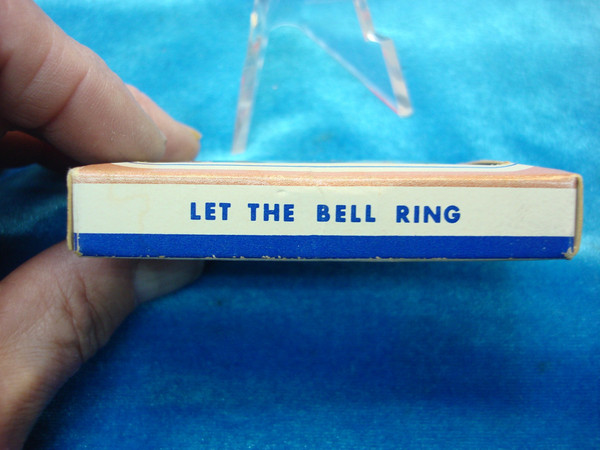 LET THE BELL RING